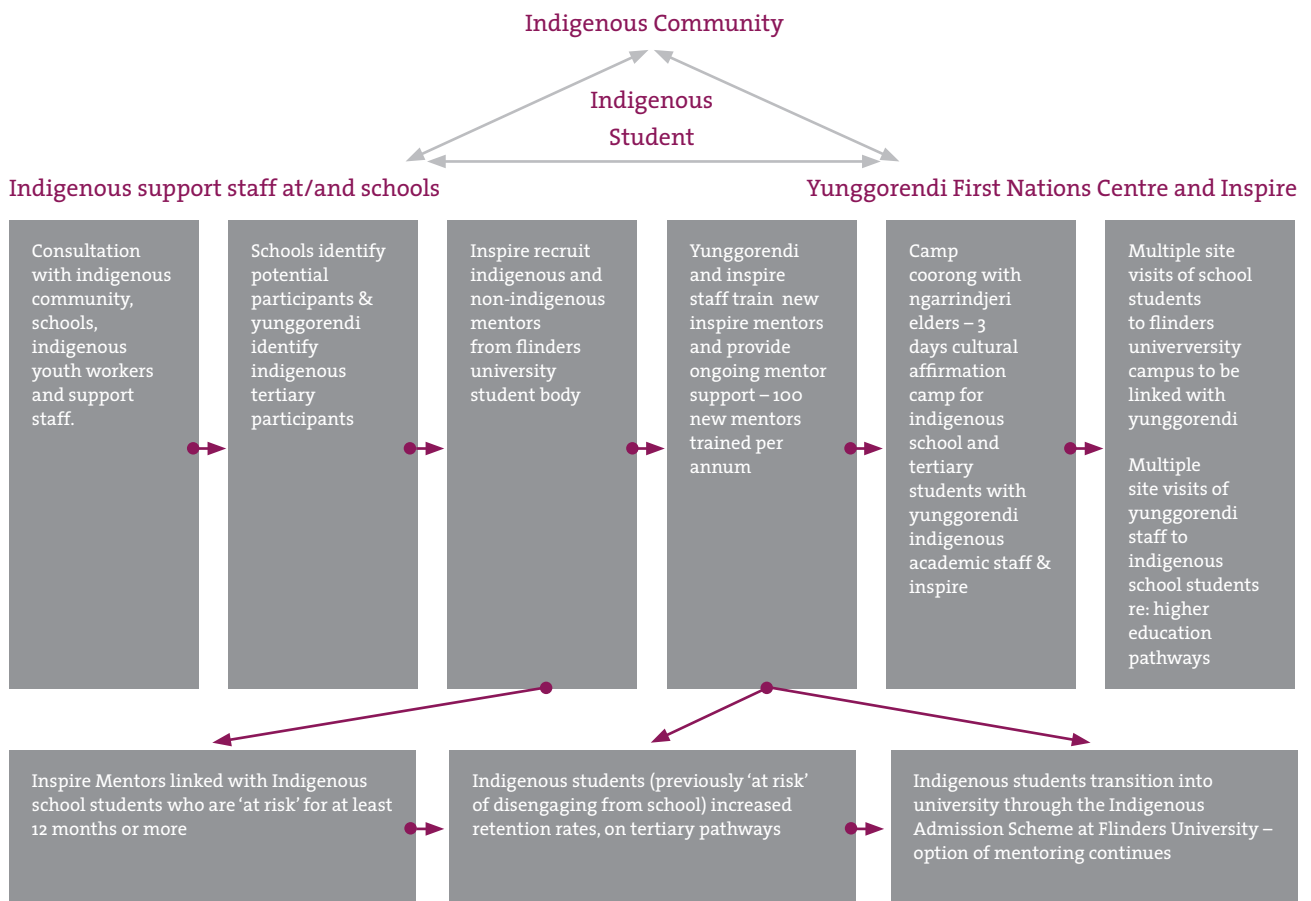 Indigenous Community
Indigenous
Student
Indigenous support staff at/and schools
Yunggorendi First Nations Centre and Inspire
Consultation
with indigenous
community,
schools,
indigenous
youth workers
and support
staff.
Schools identify
potential
participants &
yunggorendi
identify
indigenous
tertiary
participants
Inspire recruit
indigenous and
non-indigenous
mentors
from flinders
university
student body
Yunggorendi
and inspire
staff train new
inspire mentors
and provide
ongoing mentor
support – 100
new mentors
trained per
annum
Camp
coorong with
ngarrindjeri
elders – 3
days cultural
affirmation
camp for
indigenous
school and
tertiary
students with
yunggorendi
indigenous
academic staff &
inspire
Multiple site
visits of school
students
to flinders
univerversity
campus to be
linked with
yunggorendi
Multiple
site visits of
yunggorendi
staff to
indigenous
school students
re: higher
education
pathways
Inspire Mentors linked with Indigenous
school students who are ‘at risk’ for at least
12 months or more
Indigenous students (previously ‘at risk’
of disengaging from school) increased
retention rates, on tertiary pathways
Indigenous students transition into
university through the Indigenous
Admission Scheme at Flinders University –
option of mentoring continues